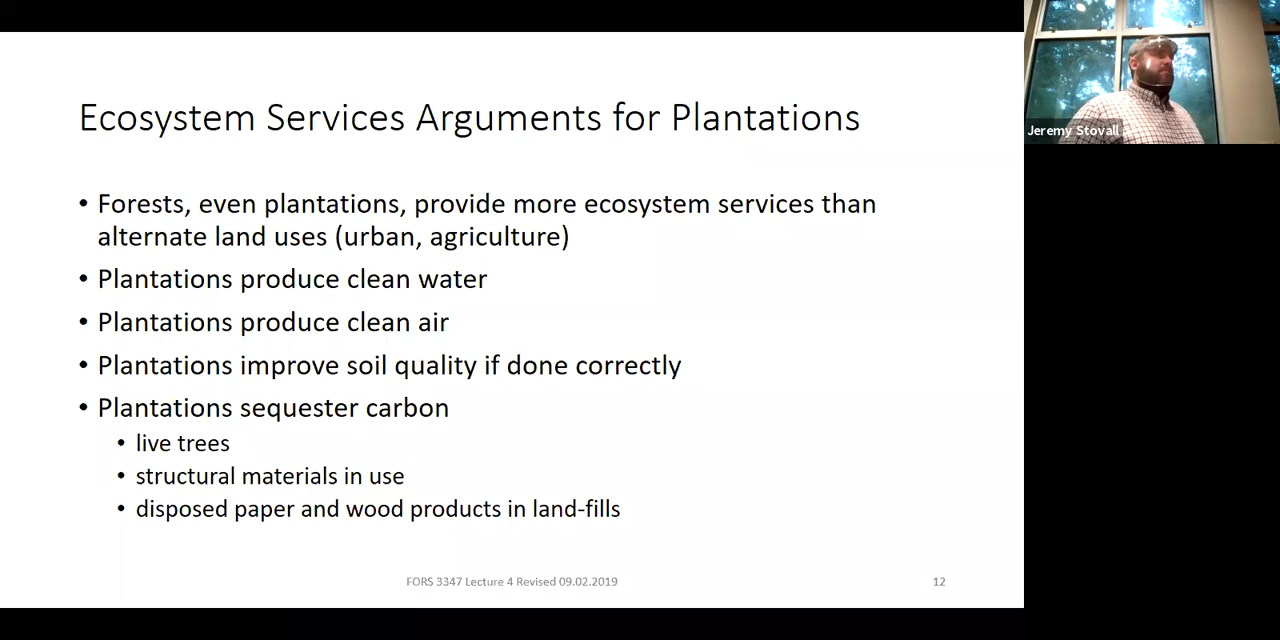 Ecosystem Services Arguments for Plantations
• Forests, even plantations, provide more ecosystem services than
alternate land uses (urban, agriculture)
• Plantations produce clean water
• Plantations produce clean air
• Plantations improve soil quality if done correctly
• Plantations sequester carbon
• live trees
• structural materials in use
• disposed paper and wood products in land-fills
FORS 3347 Lecture 4 Revised 09.02.2019
12
Jeremy Stovall